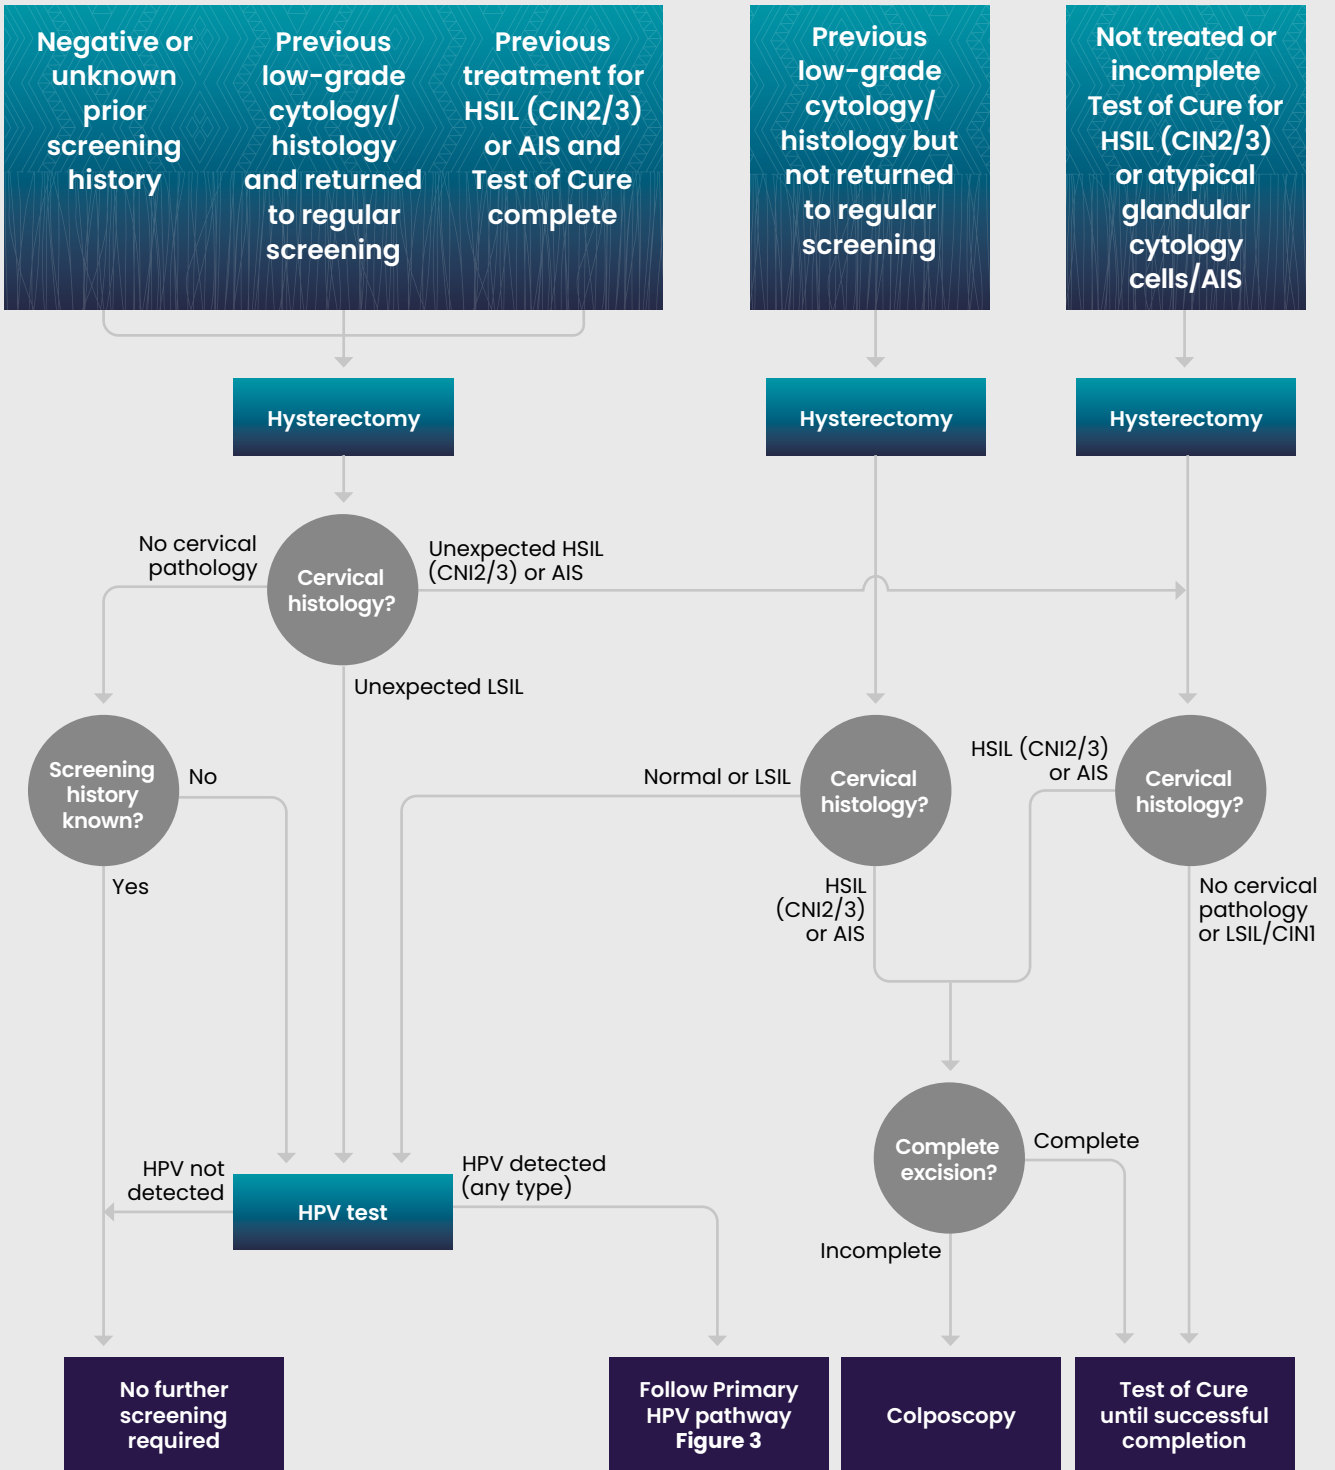 Negative or
unknown
prior
screening
history
Previous
low-grade
cytology/
histology
and returned
to regular
screening
Previous
treatment for
HSIL (CIN2/3)
or AIS and
Test of Cure
complete
Previous
low-grade
cytology/
histology but
not returned
to regular
screening
Not treated or
incomplete
Test of Cure for
HSIL (CIN2/3)
or atypical
glandular
cytology
cells/AIS
Hysterectomy
Hysterectomy
Hysterectomy
No cervical
pathology
Cervical
histology?
Unexpected HSIL
(CNI2/3) or AIS
Unexpected LSIL
Screening
history
known?
No
Yes
Normal or LSIL
Cervical
histology?
HSIL (CNI2/3)
or AIS
Cervical
histology?
HSIL
(CNI2/3)
or AIS
No cervical
pathology
or LSIL/CIN1
Complete
excision?
Complete
Incomplete
HPV not
detected
HPV test
HPV detected
(any type)
No further
screening
required
Follow Primary
HPV pathway
Figure 3
Colposcopy
Test of Cure
until successful
completion